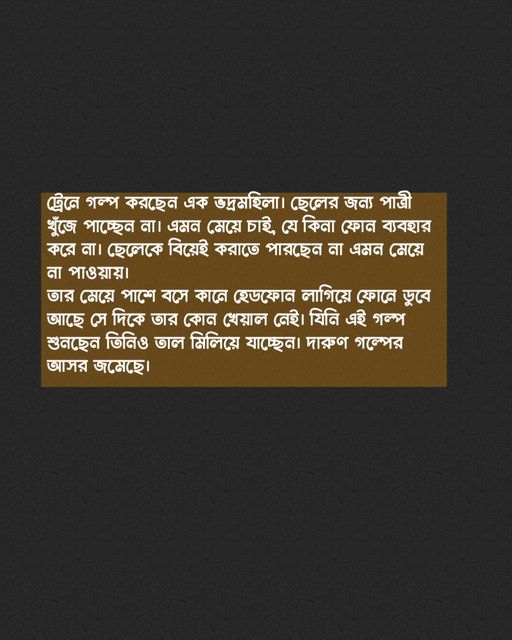 ট্রেনে গল্প করছেন এক ভদ্রমহিলা। ছেলের জন্য পাত্রী
খুঁজে পাচ্ছেন না। এমন মেয়ে চাই, যে কিনা ফোন ব্যবহার
করে না। ছেলেকে বিয়েই করাতে পারছেন না এমন মেয়ে
না পাওয়ায়।
তার মেয়ে পাশে বসে কানে হেডফোন লাগিয়ে ফোনে ডুবে
আছে সে দিকে তার কোন খেয়াল নেই। যিনি এই গল্প
শুনছেন তিনিও তাল মিলিয়ে যাচ্ছেন। দারুণ গল্পের
আসর জমেছে।